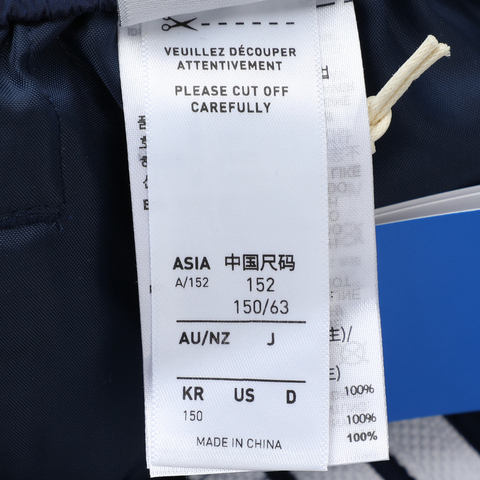 VEUILLEZ DÉCOUPER
ATTENTIVEMENT
PLEASE CUT OFF
CAREFULLY
ASIA 中国尺码
A/152 152
150/63
AU/NZ J
KR US D
150
MADE IN CHINA
100%
100%
100%